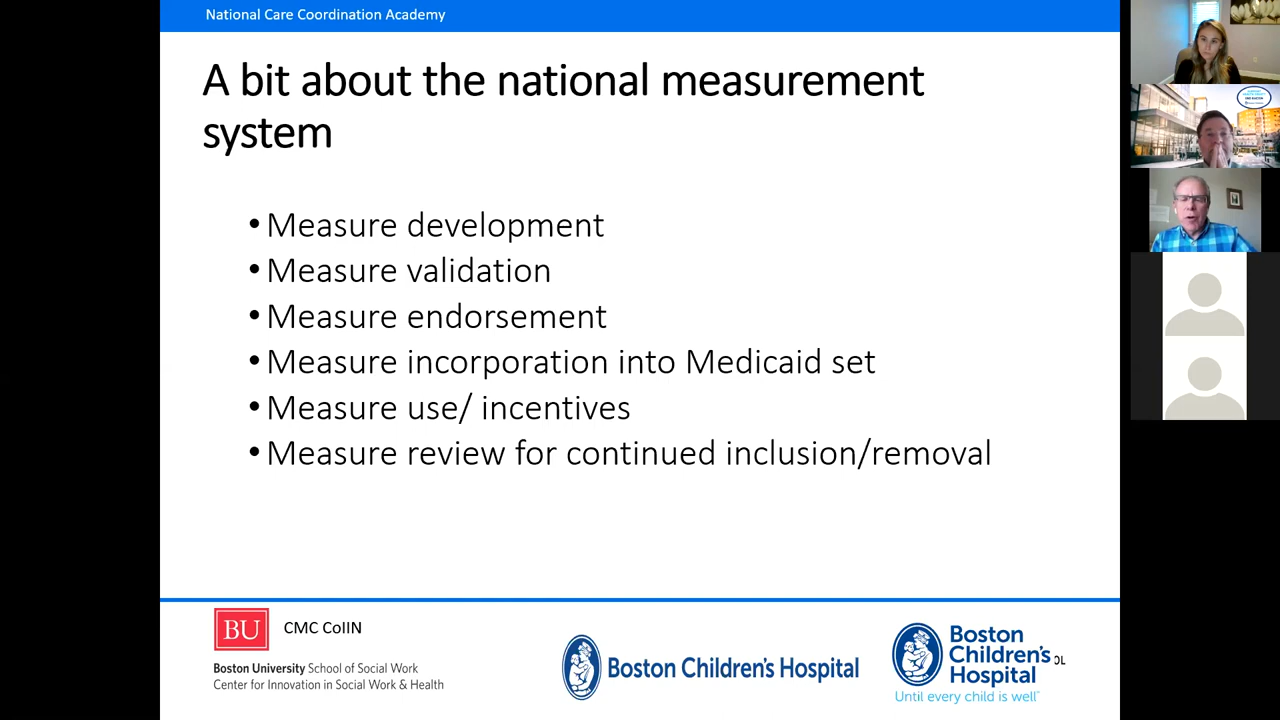 National Care Coordination Academy
A bit about the national measurement
system
•Measure development
•Measure validation
•Measure endorsement
•Measure incorporation into Medicaid set
•Measure use/ incentives
•Measure review for continued inclusion/removal
BU
CMC CoIIN
Boston University School of Social Work
Center for Innovation in Social Work & Health
Boston Children's Hospital
Boston
Children's
Hospital
Until every child is well™
OL